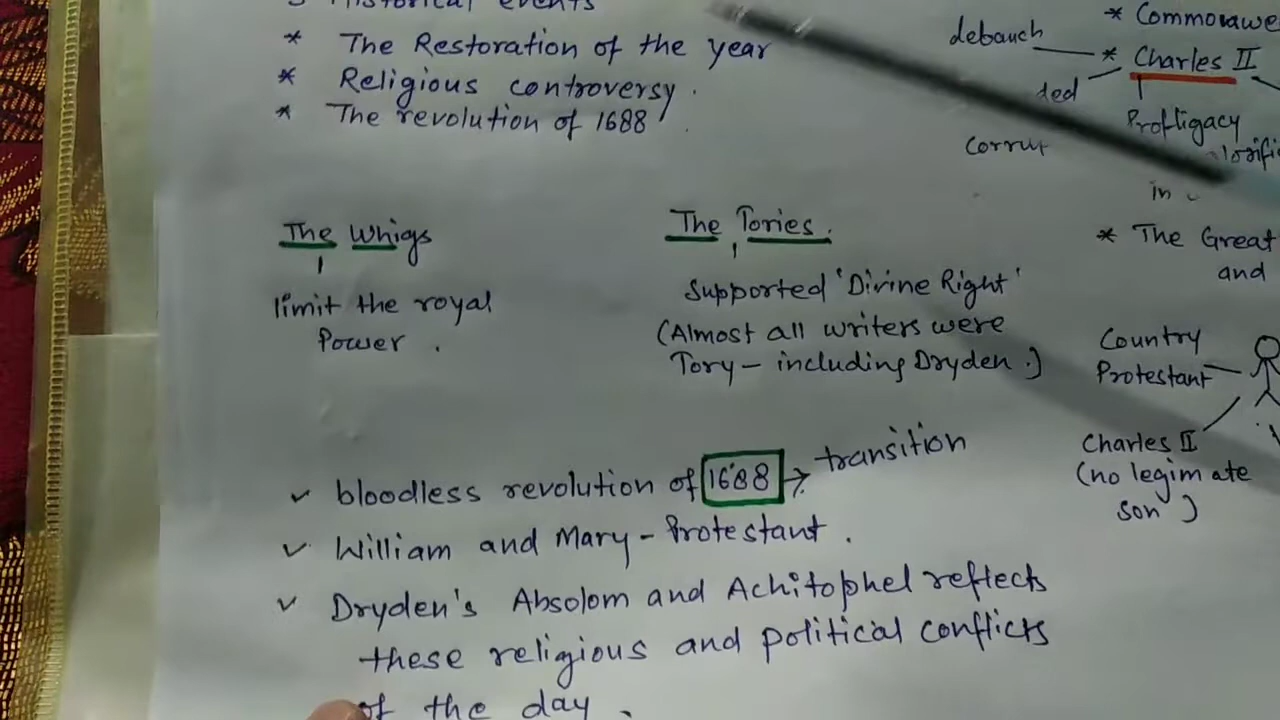 Historical events
* The Restoration of the year
* Religious controversy.
* The revolution of 1688
The Whigs
limit the royal
Power.
The Tories.
Supported 'Divine Right'
(Almost all writers were
Tory - including Dryden.)
✓ bloodless revolution of 1688 → transition
✓ William and Mary - Protestant.
✓ Dryden's Absolom and Achitophel reflects
these religious and political conflicts
of the day.
debauch
* Charles II
Profligacy
in
* The Great
and
Country
Protestant
Charles II
(no legimate
son)